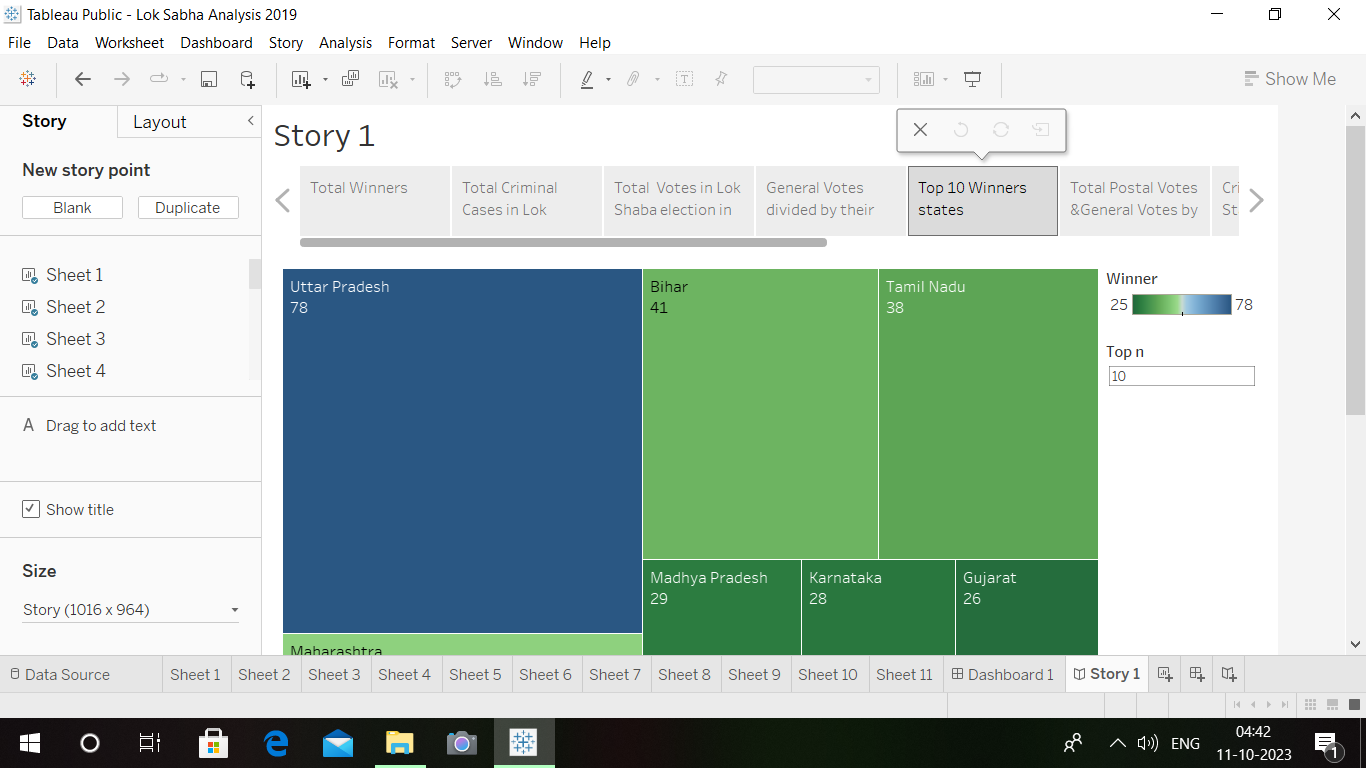 Tableau Public - Lok Sabha Analysis 2019
File Data Worksheet Dashboard Story Analysis Format Server Window Help
Show Me
Story Layout
New story point
Blank Duplicate
Sheet 1
Sheet 2
Sheet 3
Sheet 4
A Drag to add text
Show title
Size
Story (1016 x 964)
Story 1
Total Winners
Total Criminal
Cases in Lok
Total Votes in Lok
Shaba election in
General Votes
divided by their
Top 10 Winners
states
Total Postal Votes
&General Votes by
Cri
St
Uttar Pradesh
78
Bihar
41
Tamil Nadu
38
Madhya Pradesh
29
Karnataka
28
Gujarat
26
Maharashtra
Winner
25 78
Top n
10
Data Source Sheet 1 Sheet 2 Sheet 3 Sheet 4 Sheet 5 Sheet 6 Sheet 7 Sheet 8 Sheet 9 Sheet 10 Sheet 11 Dashboard 1 Story 1
ENG
04:42
11-10-2023
1